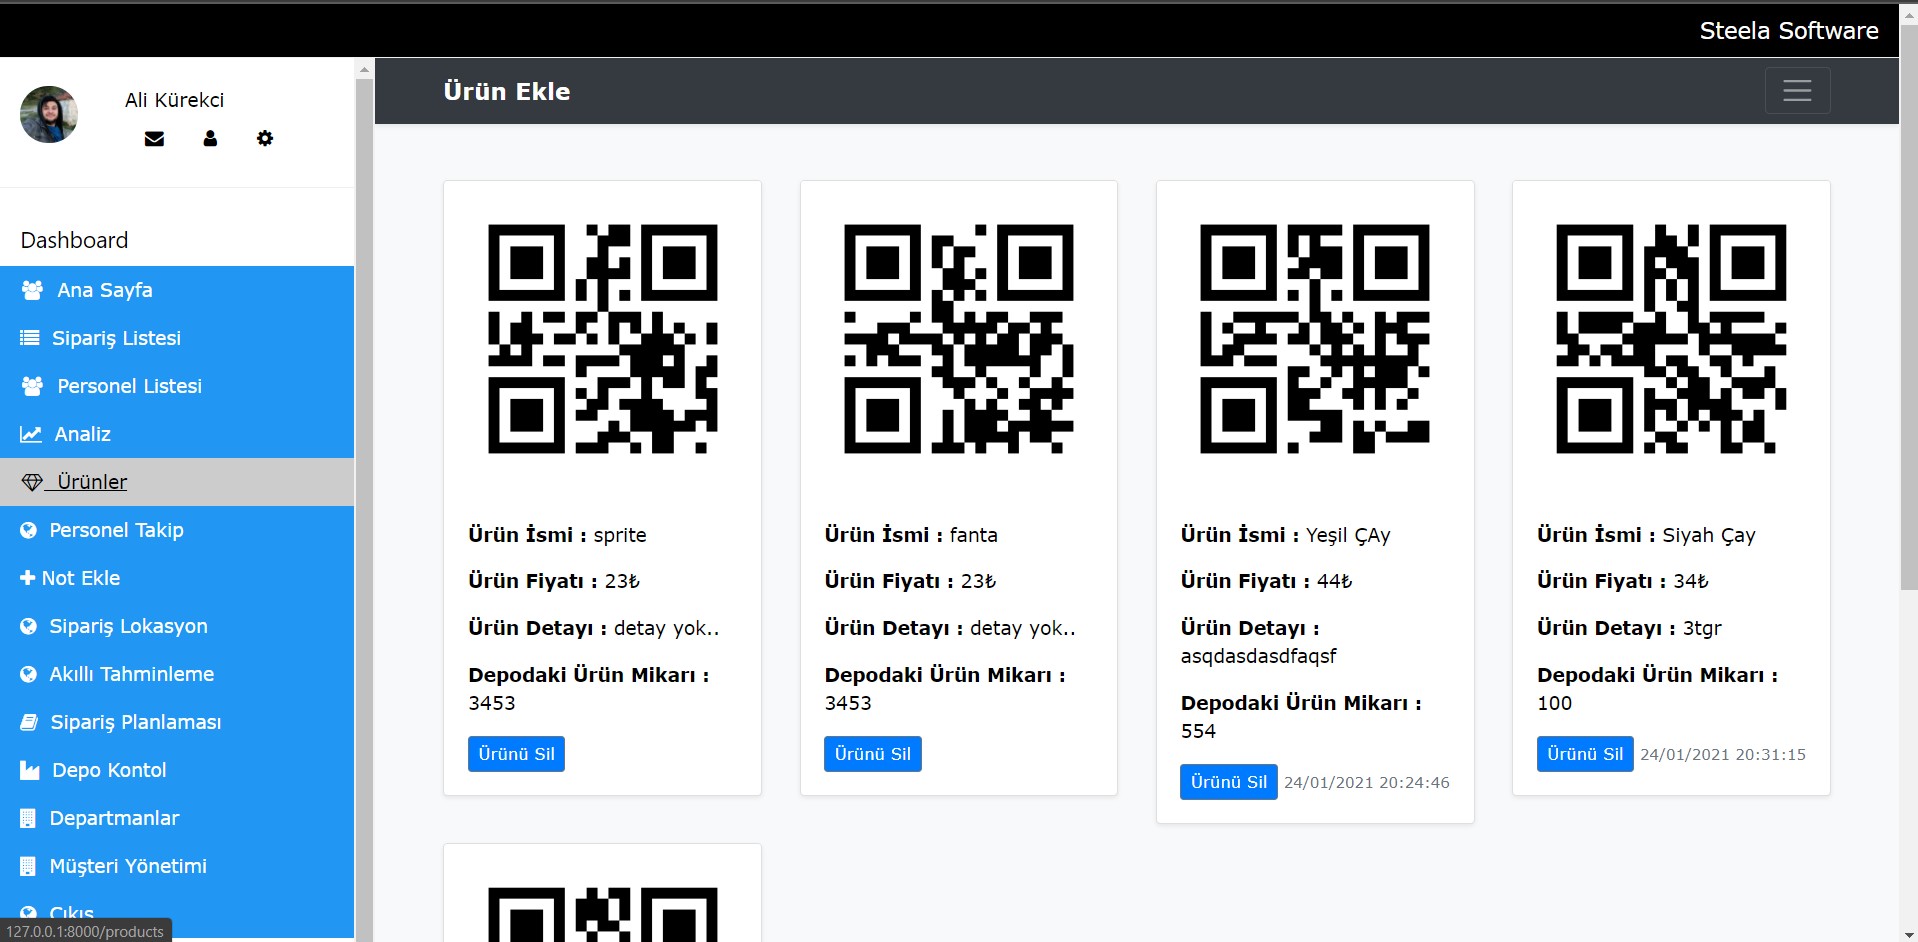 Steela Software
Ali Kürekci
Dashboard
Ana Sayfa
Sipariş Listesi
Personel Listesi
Analiz
Ürünler
Personel Takip
Not Ekle
Sipariş Lokasyon
Akıllı Tahminleme
Sipariş Planlaması
Depo Kontol
Departmanlar
Müşteri Yönetimi
Çıkış
127.0.0.1:8000/products
Ürün Ekle
Ürün İsmi : sprite
Ürün Fiyatı : 23₺
Ürün Detayı : detay yok..
Depodaki Ürün Mikarı :
3453
Ürünü Sil
Ürün İsmi : fanta
Ürün Fiyatı : 23₺
Ürün Detayı : detay yok..
Depodaki Ürün Mikarı :
3453
Ürünü Sil
Ürün İsmi : Yeşil ÇAy
Ürün Fiyatı : 44₺
Ürün Detayı :
asqdasdasdfaqsf
Depodaki Ürün Mikarı :
554
Ürünü Sil 24/01/2021 20:24:46
Ürün İsmi : Siyah Çay
Ürün Fiyatı : 34₺
Ürün Detayı : 3tgr
Depodaki Ürün Mikarı :
100
Ürünü Sil 24/01/2021 20:31:15